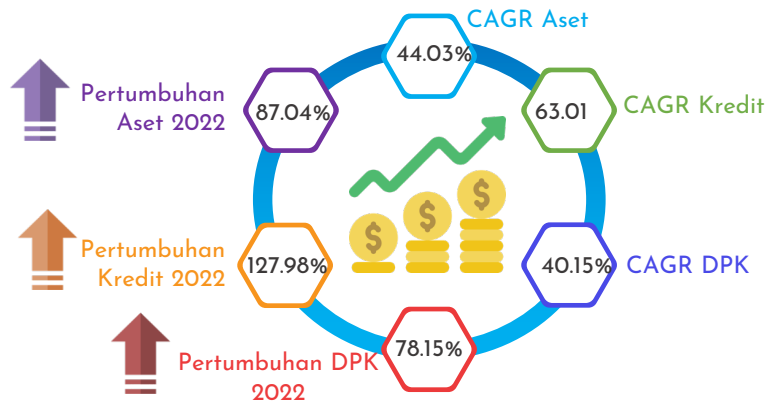 CAGR Aset
44.03%
Pertumbuhan
Aset 2022
87.04%
63.01
CAGR Kredit
Pertumbuhan
Kredit 2022
127.98%
40.15%
CAGR DPK
Pertumbuhan DPK
2022
78.15%
$
$
$